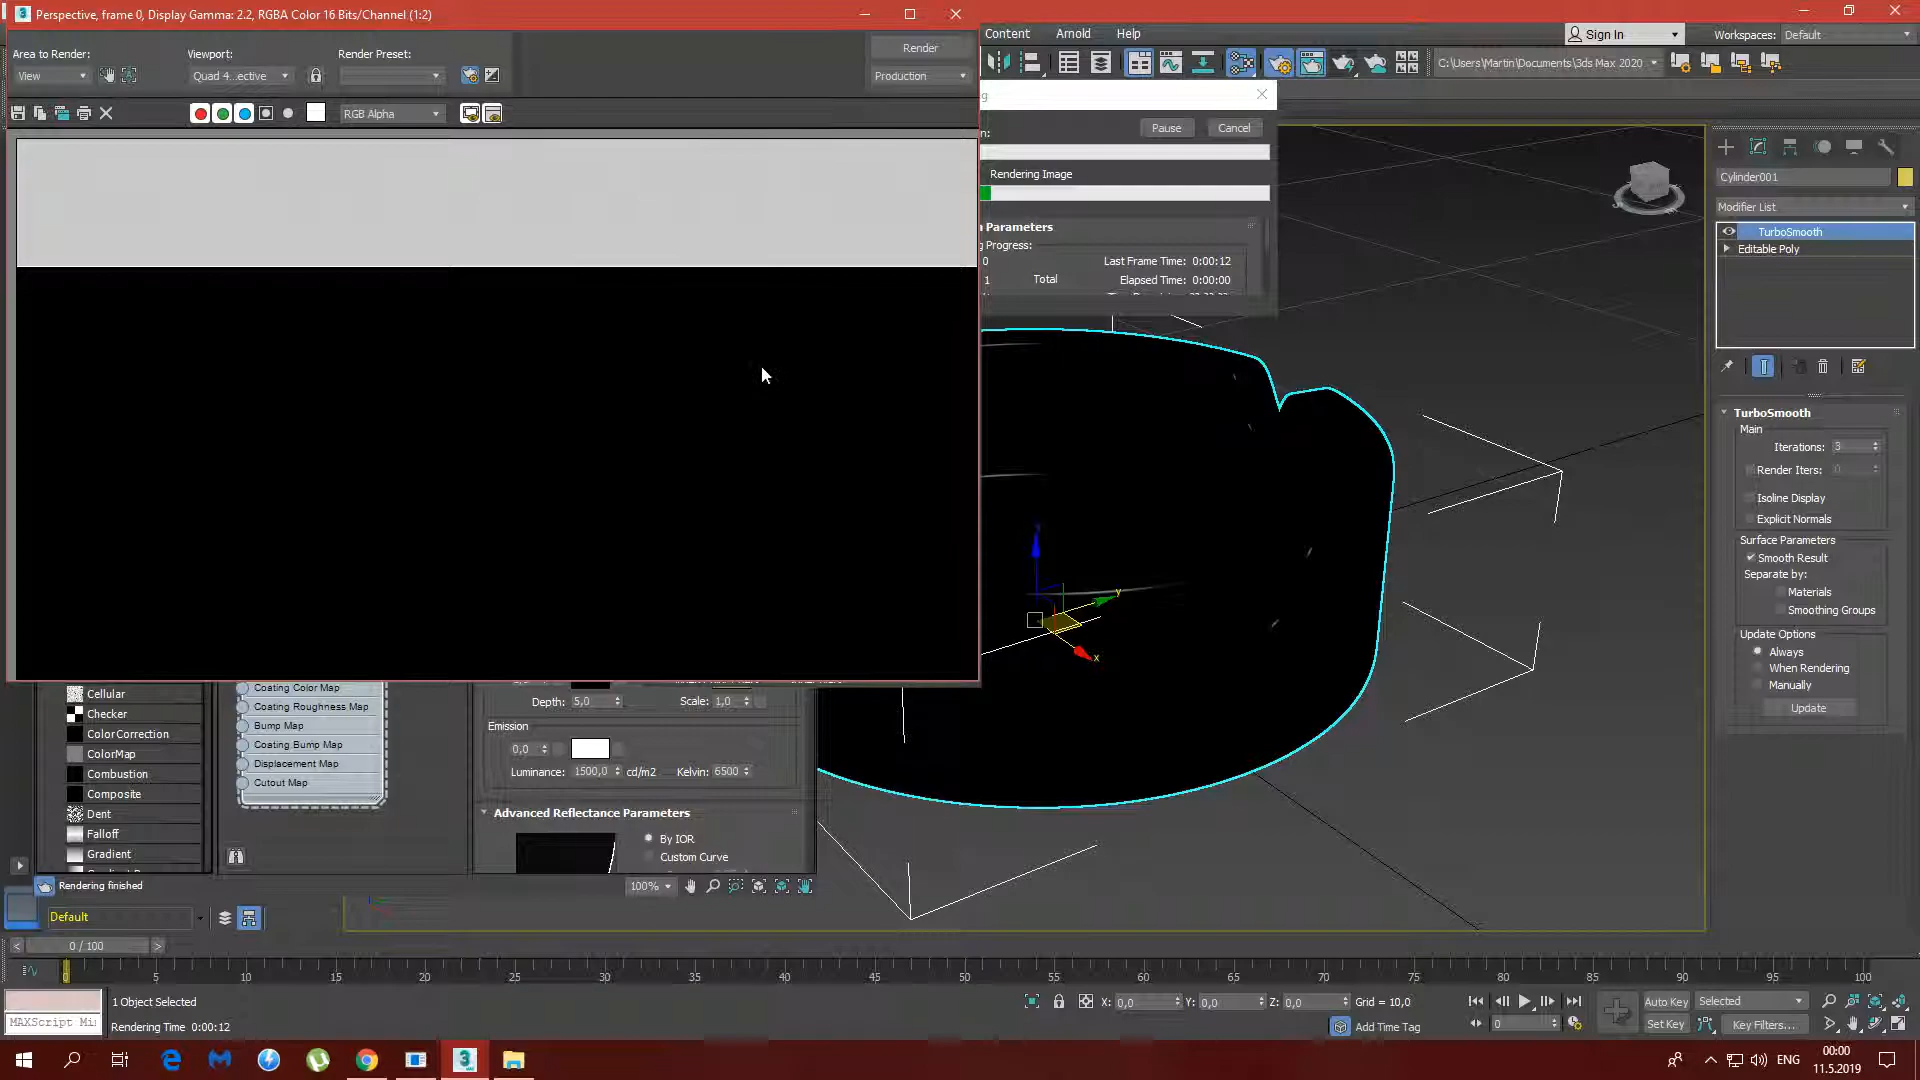 Perspective, frame 0, Display Gamma: 2.2, RGBA Color 16 Bits/Channel (1:2)
Area to Render:
Viewport:
Render Preset:
Render
View
Quad 4...ective
Production
RGB Alpha
Content
Arnold
Help
Sign In
Workspaces:
Default
C:\Users\Martin\Documents\3ds Max 2020
g
n:
Pause
Cancel
Rendering Image
n Parameters
g Progress:
0
Last Frame Time: 0:00:12
1
Total
Elapsed Time: 0:00:00
Cylinder001
Modifier List
TurboSmooth
Editable Poly
TurboSmooth
Main
Iterations: 3
Render Iters: 0
Isoline Display
Explicit Normals
Surface Parameters
Smooth Result
Separate by:
Materials
Smoothing Groups
Update Options
Always
When Rendering
Manually
Update
y
x
Cellular
Checker
ColorCorrection
ColorMap
Combustion
Composite
Dent
Falloff
Gradient
Coating Color Map
Coating Roughness Map
Bump Map
Coating Bump Map
Displacement Map
Cutout Map
Depth: 5,0
Scale: 1,0
Emission
0,0
Luminance: 1500,0 cd/m2 Kelvin: 6500
Advanced Reflectance Parameters
By IOR
Custom Curve
Rendering finished
100%
Default
0 / 100
0 5 10 15 20 25 30 35 40 45 50 55 60 65 70 75 80 85 90 95 100
1 Object Selected
X: 0,0 Y: 0,0 Z: 0,0 Grid = 10,0
Auto Key
Selected
MAXScript Mi
Rendering Time 0:00:12
Add Time Tag
0
Set Key
Key Filters...
3
ENG
00:00
11.5.2019